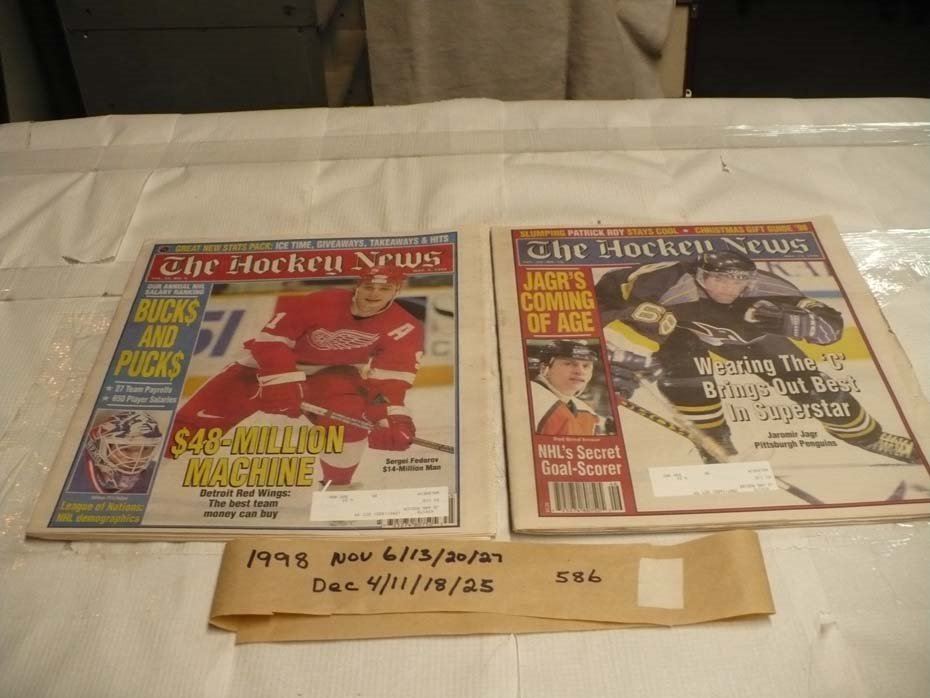 GREAT NEW STATS PACK: ICE TIME, GIVEAWAYS, TAKEAWAYS & HITS
The Hockey News
OUR ANNUAL NHL
SALARY RANKING
BUCK$
AND
PUCK$
★ 27 Team Payrolls
★ 650 Player Salaries
League of Nations:
NHL demographics
$48-MILLION
MACHINE
Detroit Red Wings:
The best team
money can buy
Sergei Fedorov
$14-Million Man
A
SLUMPING PATRICK ROY STAYS COOL • CHRISTMAS GIFT GUIDE '98
The Hockey News
JAGR'S
COMING
OF AGE
NHL's Secret
Goal-Scorer
68
Wearing The 'C'
Brings Out Best
In Superstar
Jaromir Jagr
Pittsburgh Penguins
1998 Nov 6/13/20/27
Dec 4/11/18/25
586